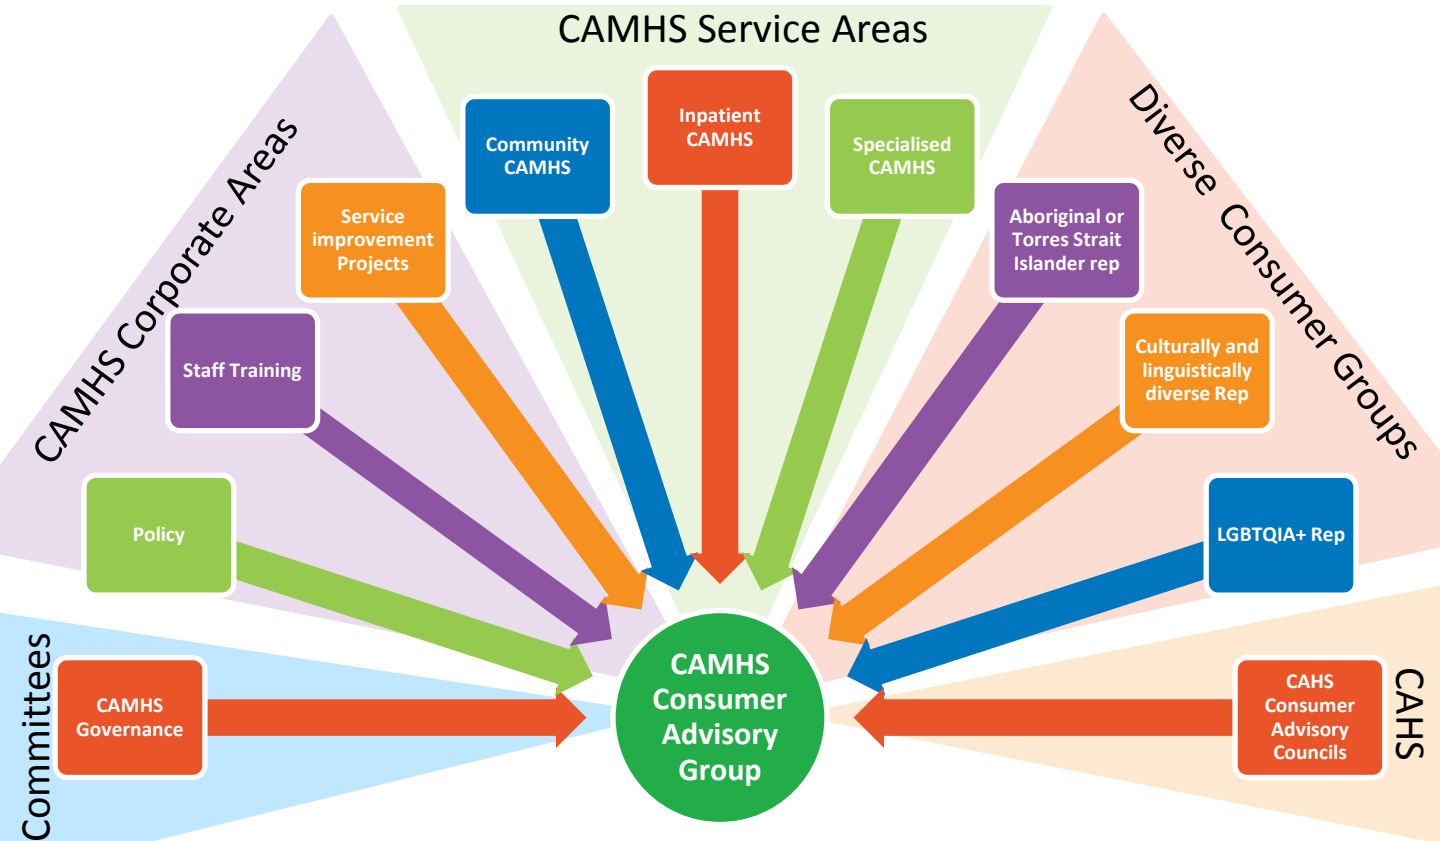 CAMHS Service Areas
CAMHS Corporate Areas
Diverse Consumer Groups
Committees
CAHS
Inpatient
CAMHS
Community
CAMHS
Specialised
CAMHS
Service
improvement
Projects
Aboriginal or
Torres Strait
Islander rep
Staff Training
Culturally and
linguistically
diverse Rep
Policy
LGBTQIA+ Rep
CAMHS
Governance
CAHS
Consumer
Advisory
Councils
CAMHS
Consumer
Advisory
Group